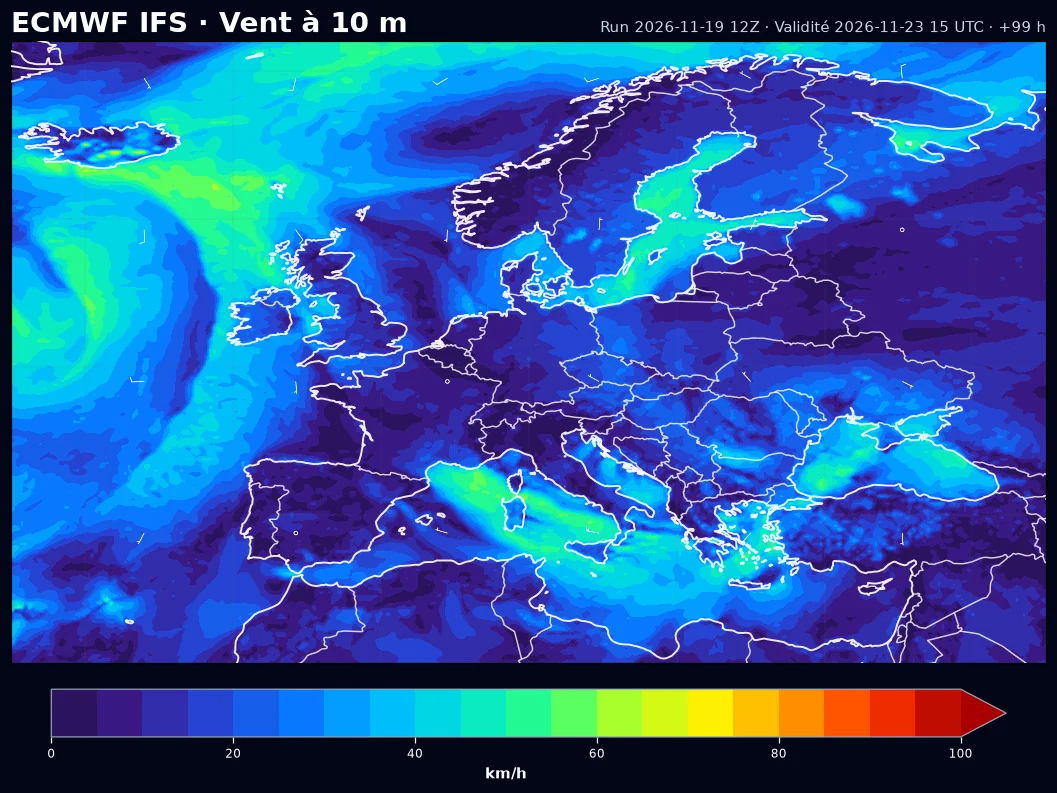 ECMWF IFS · Vent à 10 m
Run 2026-11-19 12Z · Validité 2026-11-23 15 UTC · +99 h
0 20 40 60 80 100
km/h